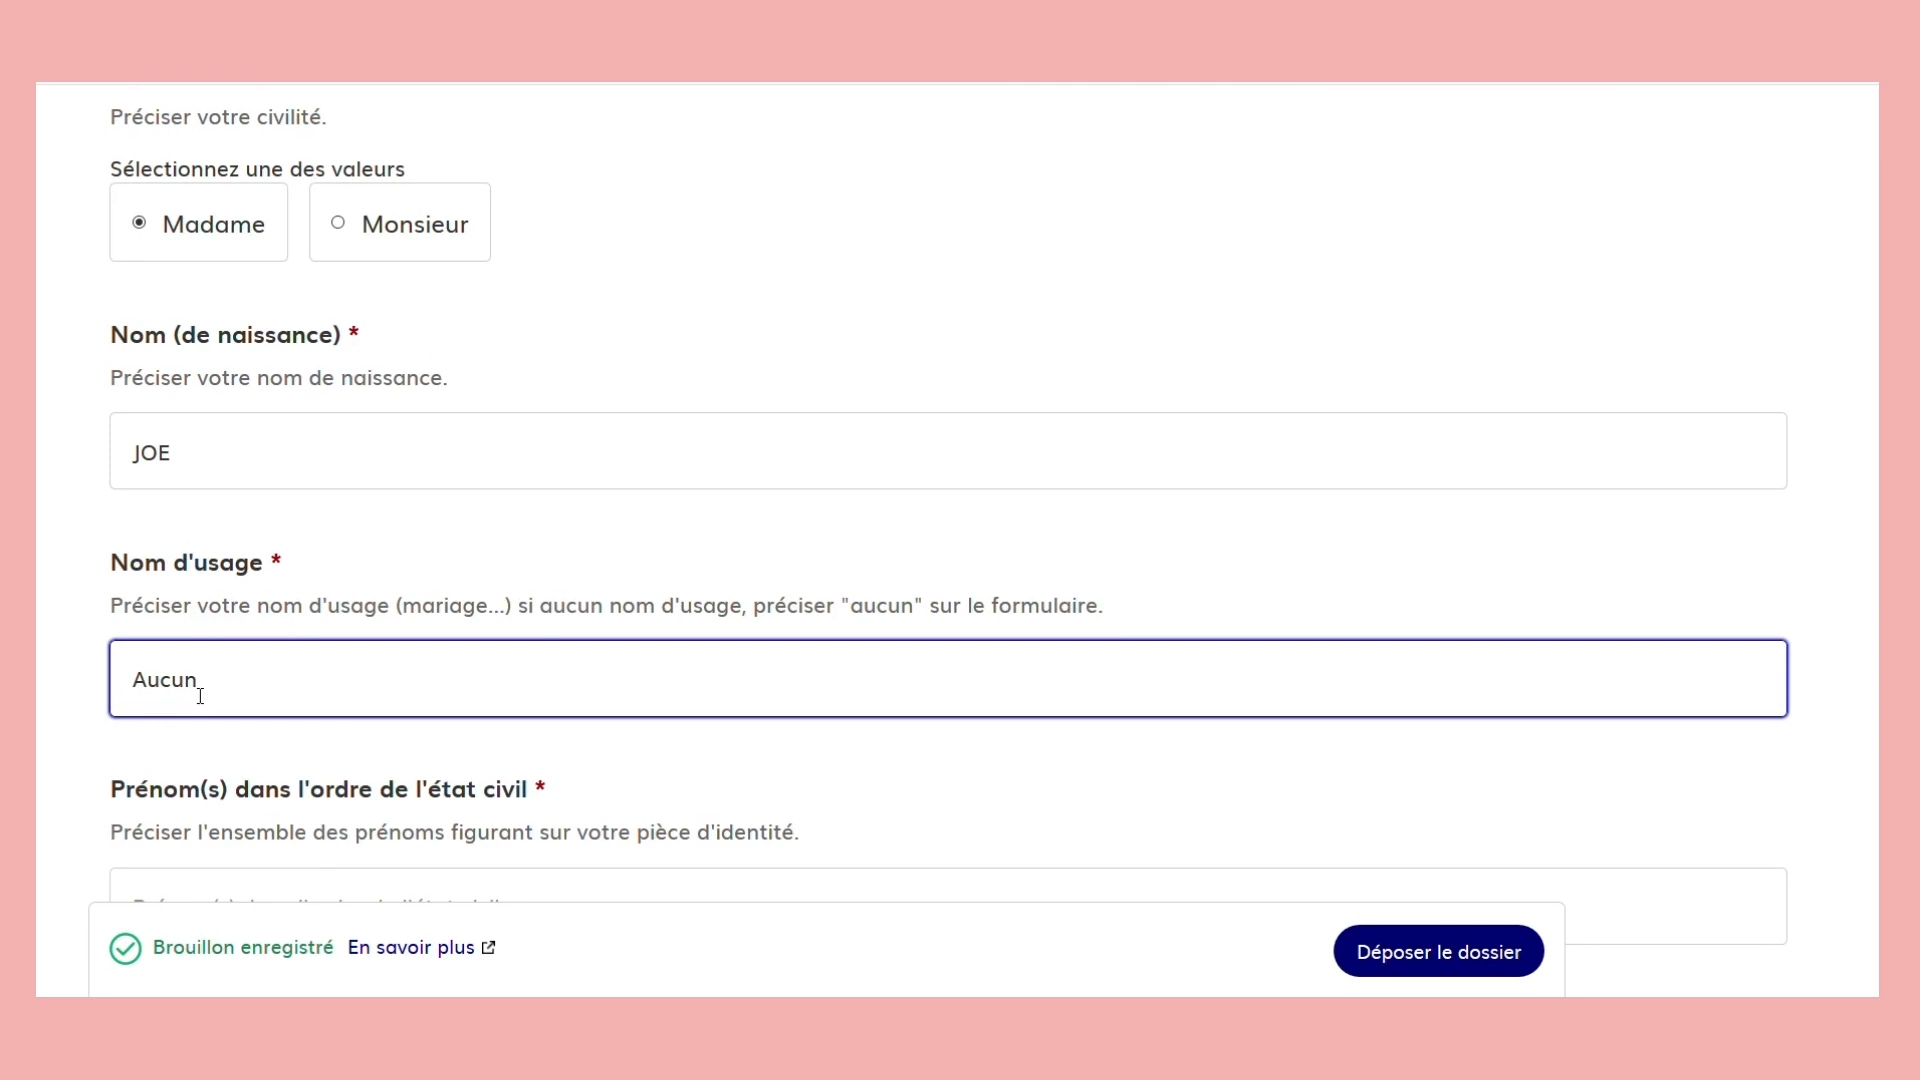 Préciser votre civilité.
Sélectionnez une des valeurs
Madame Monsieur
Nom (de naissance) *
Préciser votre nom de naissance.
JOE
Nom d'usage *
Préciser votre nom d'usage (mariage...) si aucun nom d'usage, préciser "aucun" sur le formulaire.
Aucun
Prénom(s) dans l'ordre de l'état civil *
Préciser l'ensemble des prénoms figurant sur votre pièce d'identité.
Brouillon enregistré En savoir plus
Déposer le dossier